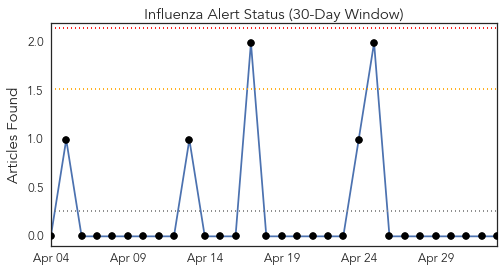 Influenza Alert Status (30-Day Window)
Articles Found
2.0
1.5
1.0
0.5
0.0
Apr 04 Apr 09 Apr 14 Apr 19 Apr 24 Apr 29